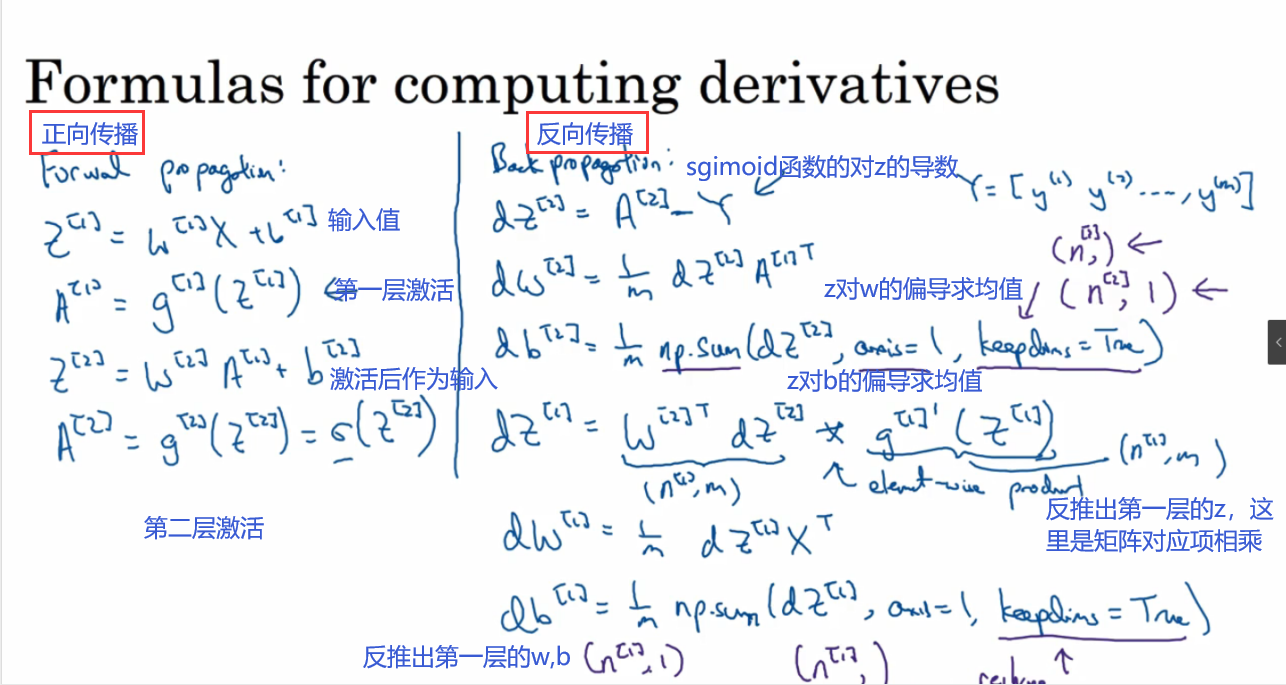 Formulas for computing derivatives
正向传播
Forwal propagation:
Z^[1] = W^[1]X + b^[1] 输入值
A^[1] = g^[1](Z^[1]) ← 第一层激活
Z^[2] = W^[2] A^[1] + b^[2] 激活后作为输入
A^[2] = g^[2](Z^[2]) = σ(Z^[2])
第二层激活
反向传播
Back propagation: sgimoid函数的对z的导数
dZ^[2] = A^[2] - Y ← Y = [y^(1) y^(2) ..., y^(m)]
dW^[2] = 1/m dZ^[2] A^[1]T
z对w的偏导求均值
(n^[2],) ←
(n^[2], 1) ←
db^[2] = 1/m np.sum(dZ^[2], axis=1, keepdims=True)
z对b的偏导求均值
dZ^[1] = W^[2]T dZ^[2] * g^[1]'(Z^[1])
(n^[1],m) element-wise product (n^[1],m)
反推出第一层的z，这
里是矩阵对应项相乘
dW^[1] = 1/m dZ^[1] X^T
db^[1] = 1/m np.sum(dZ^[1], axis=1, keepdims=True)
反推出第一层的w,b (n^[1],1) (n^[1],)